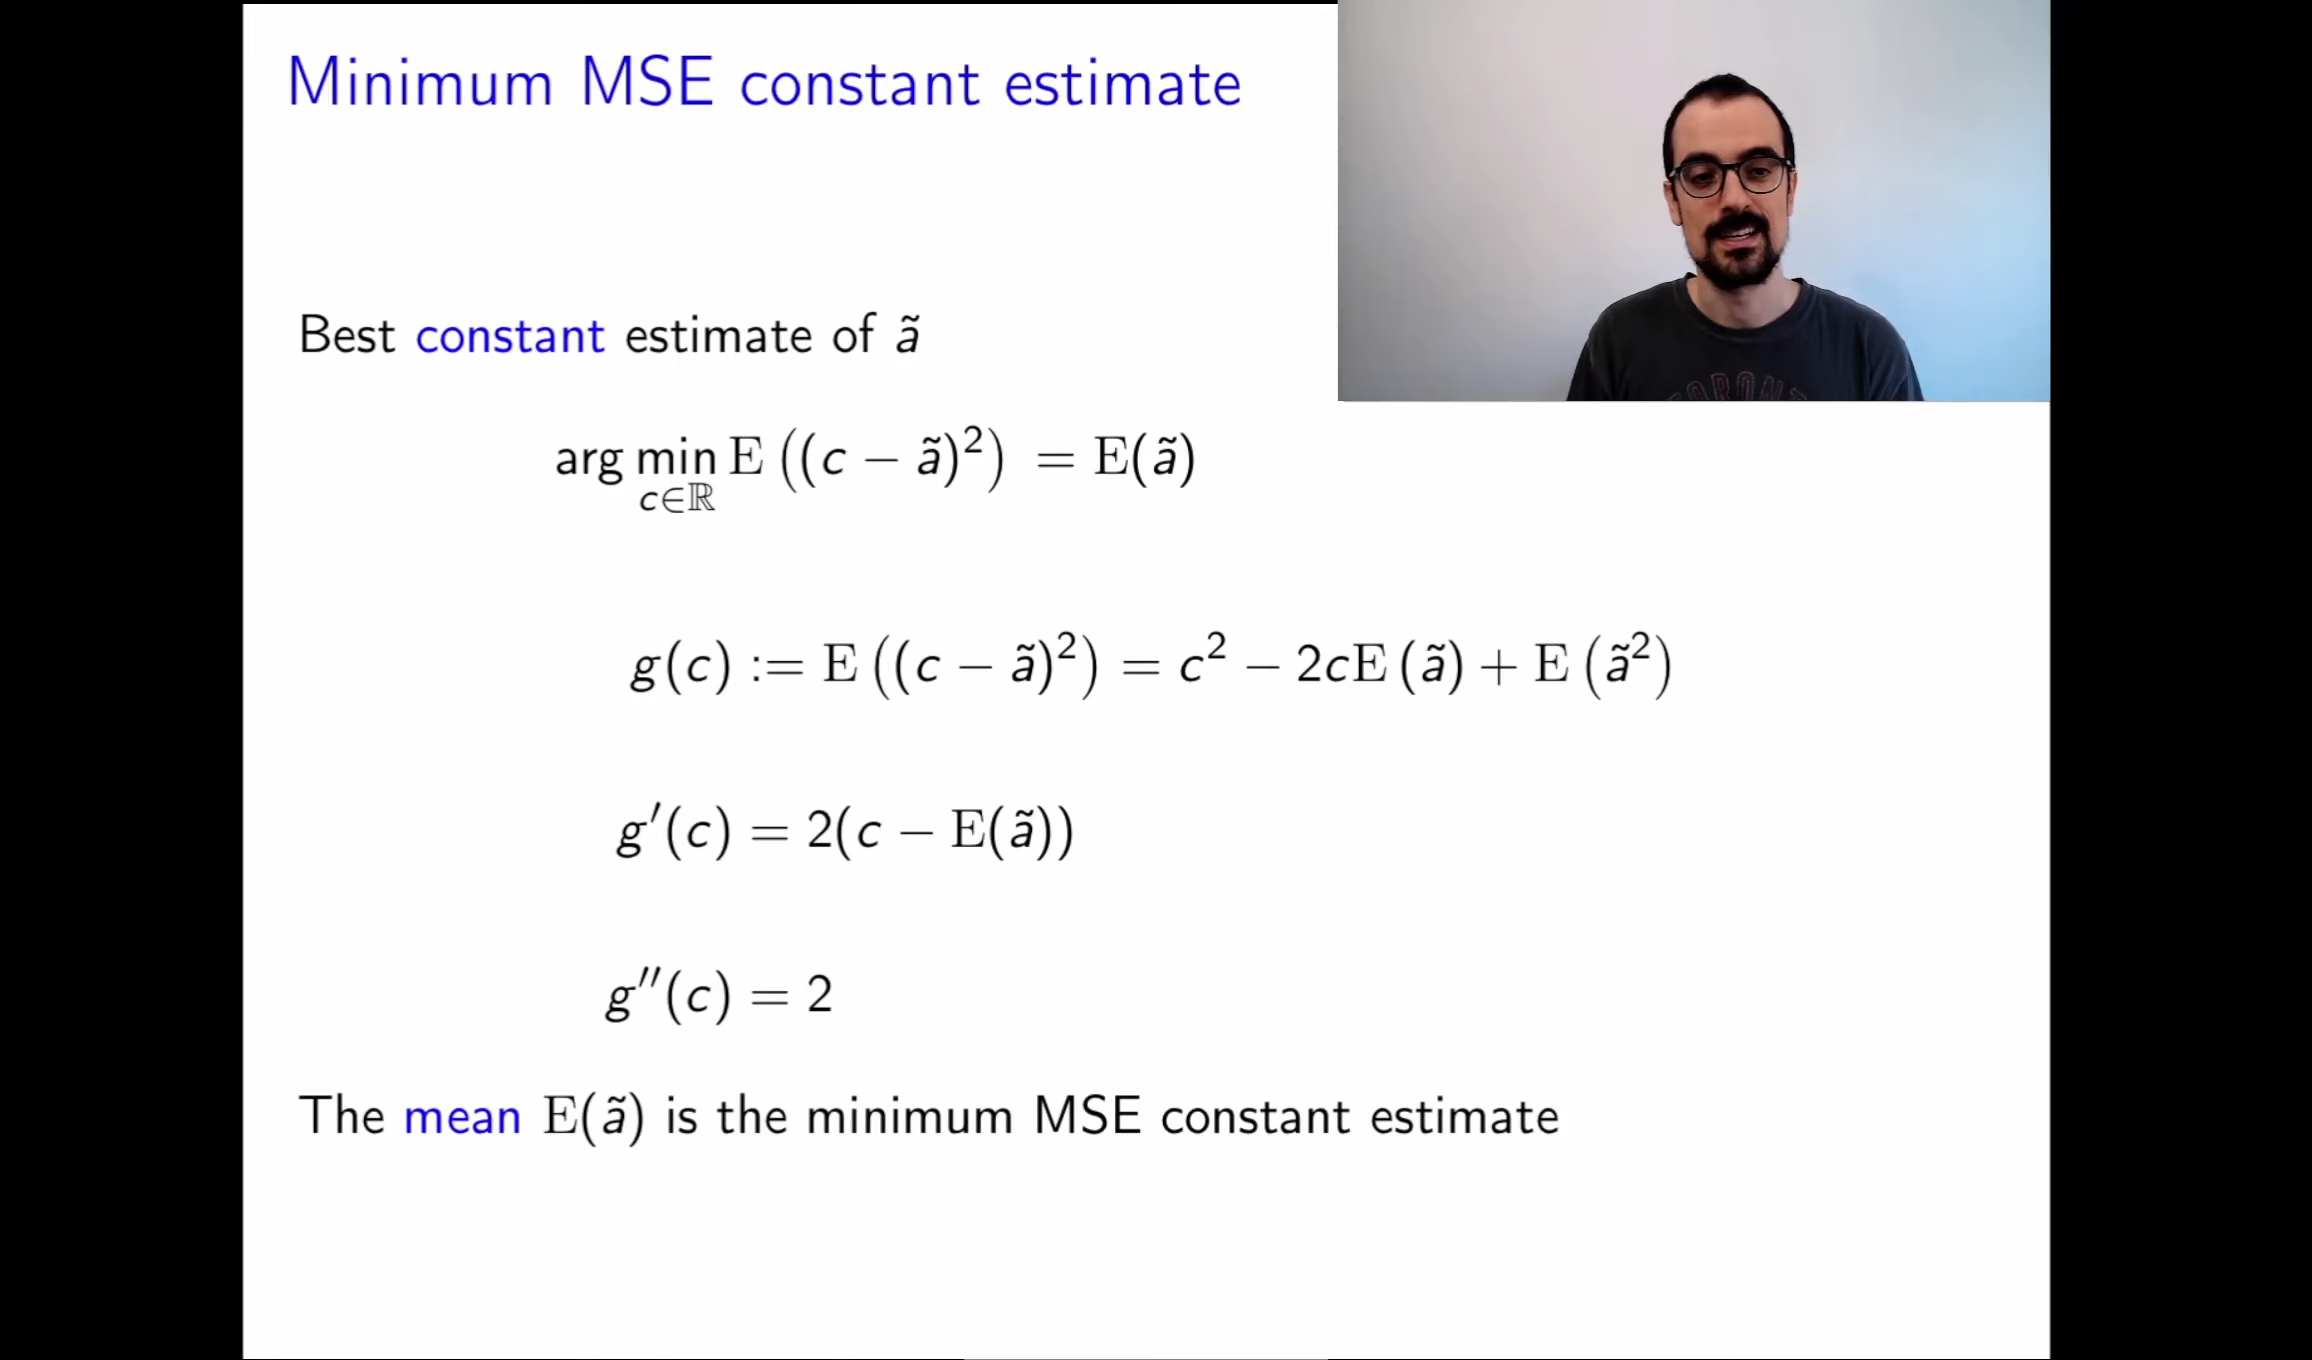 Minimum MSE constant estimate
Best constant estimate of ã
arg min_{c∈ℝ} E ((c − ã)²) = E(ã)
g(c) := E ((c − ã)²) = c² − 2cE (ã) + E (ã²)
g′(c) = 2(c − E(ã))
g′′(c) = 2
The mean E(ã) is the minimum MSE constant estimate